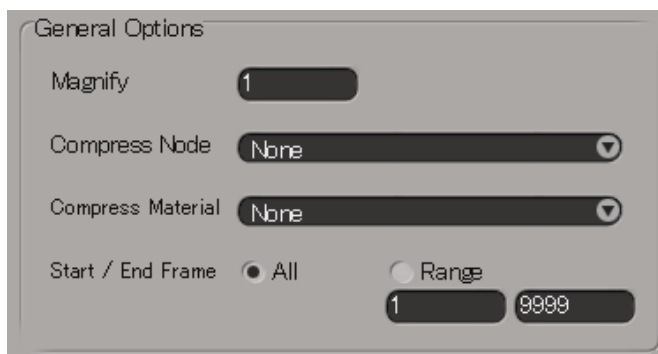 General Options
Magnify 1
Compress Node None
Compress Material None
Start / End Frame All Range
1 9999